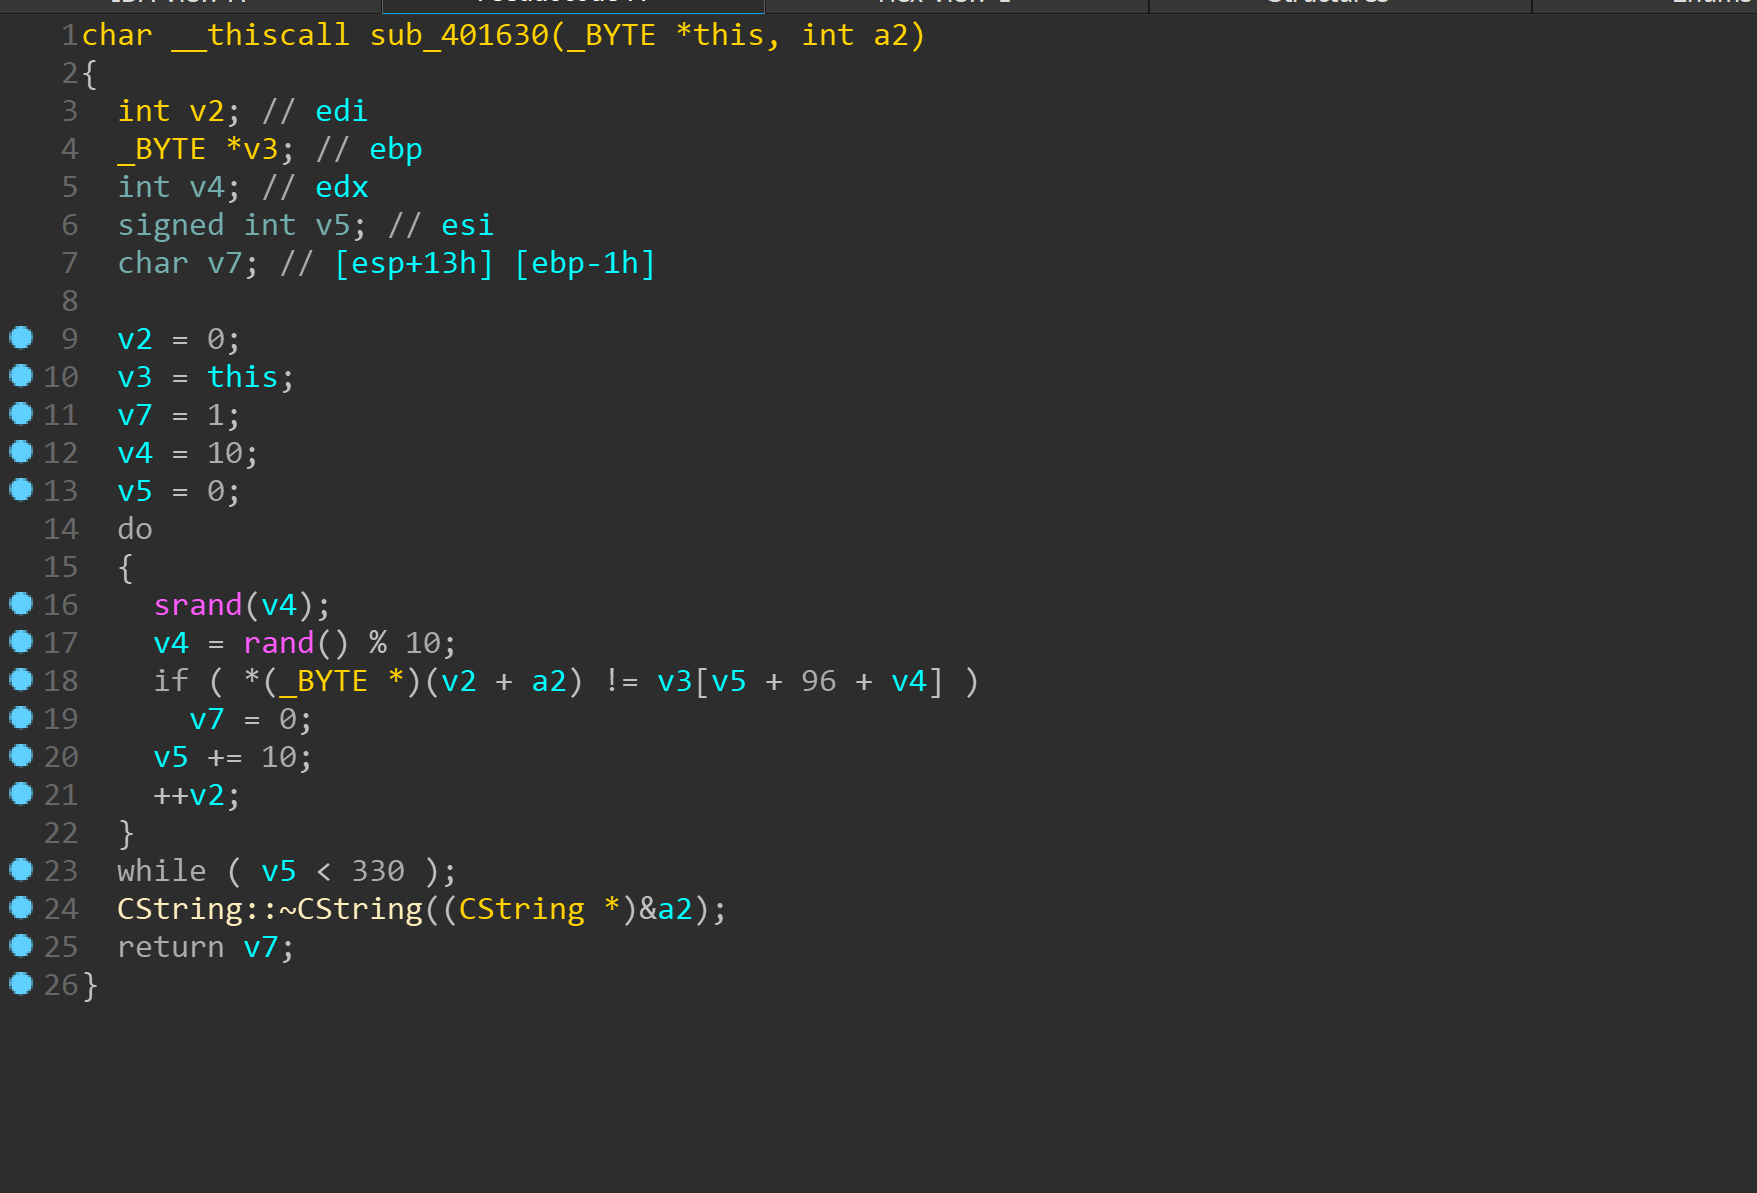 1 char __thiscall sub_401630(_BYTE *this, int a2)
2 {
3   int v2; // edi
4   _BYTE *v3; // ebp
5   int v4; // edx
6   signed int v5; // esi
7   char v7; // [esp+13h] [ebp-1h]
8
9   v2 = 0;
10   v3 = this;
11   v7 = 1;
12   v4 = 10;
13   v5 = 0;
14   do
15   {
16     srand(v4);
17     v4 = rand() % 10;
18     if ( *(_BYTE *)(v2 + a2) != v3[v5 + 96 + v4] )
19       v7 = 0;
20     v5 += 10;
21     ++v2;
22   }
23   while ( v5 < 330 );
24   CString::~CString((CString *)&a2);
25   return v7;
26 }